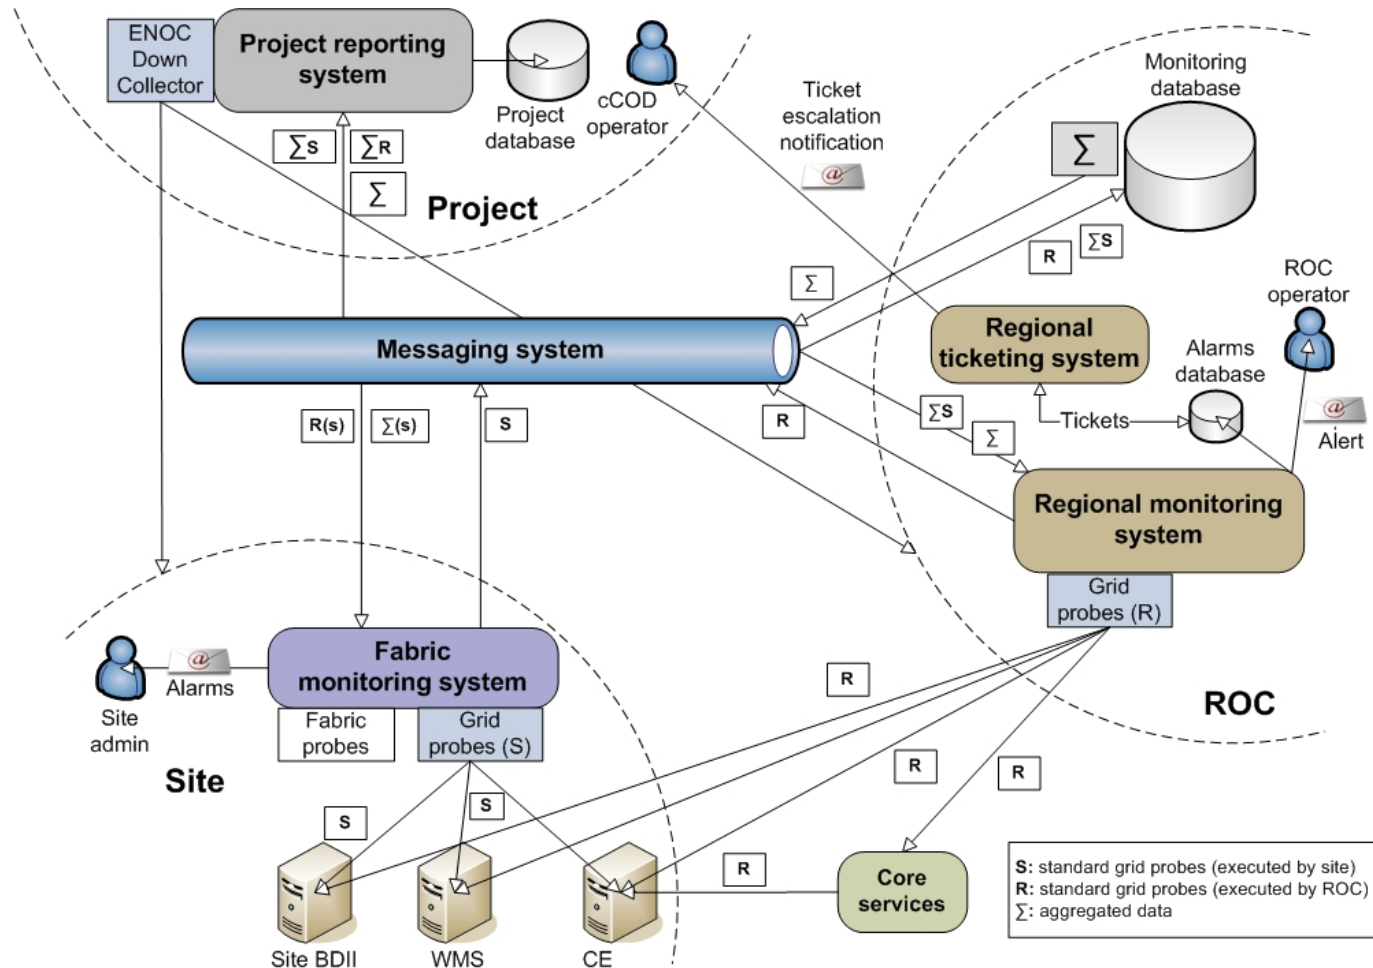 ENOC
Down
Collector
Project reporting
system
Project
database
cCOD
operator
Ticket
escalation
notification
@
Monitoring
database
∑S
∑R
∑
Project
∑
∑
R
∑S
ROC
operator
Regional
ticketing system
Alarms
database
Messaging system
R(s)
∑(s)
S
R
∑S
∑
Tickets
@
Alert
Regional monitoring
system
Grid
probes (R)
ROC
Fabric
monitoring system
@
Alarms
Site
admin
Fabric
probes
Grid
probes (S)
Site
R
R
R
S
S
R
Core
services
Site BDII
WMS
CE
S: standard grid probes (executed by site)
R: standard grid probes (executed by ROC)
∑: aggregated data